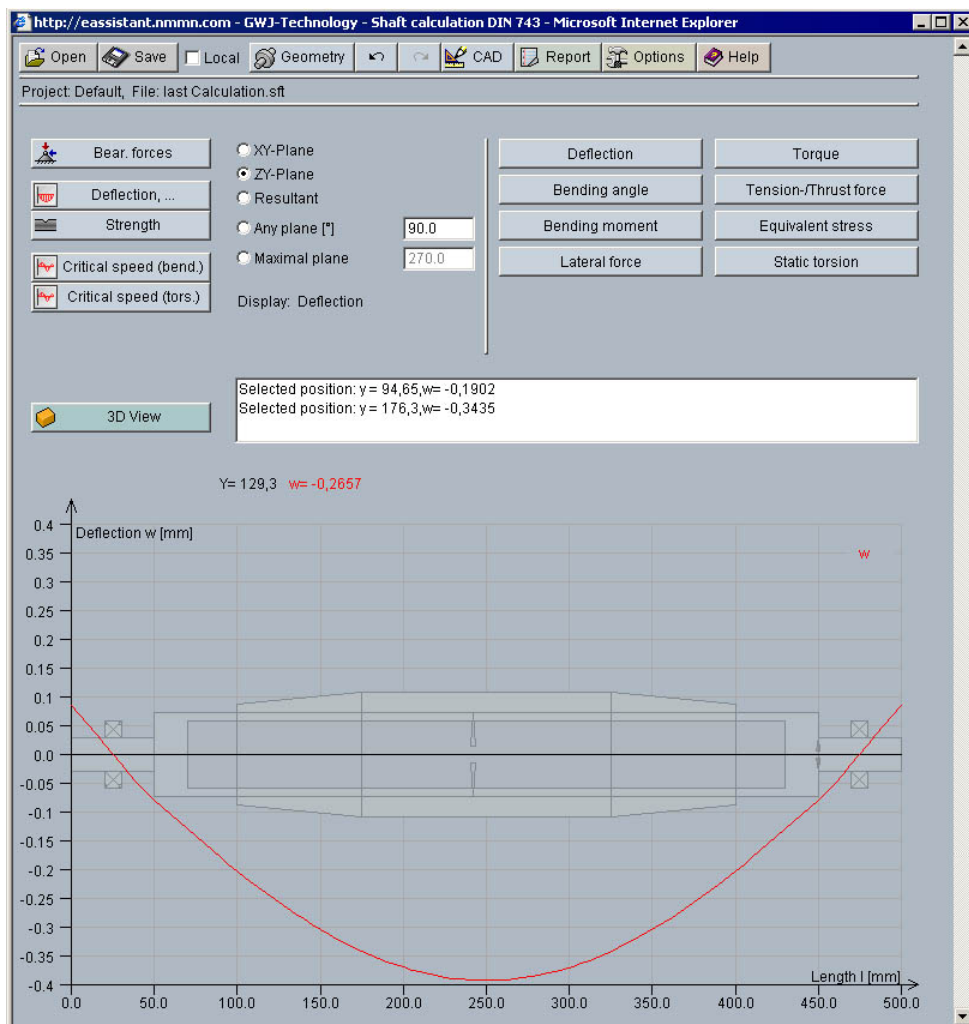 http://eassistant.nmmn.com - GWJ-Technology - Shaft calculation DIN 743 - Microsoft Internet Explorer
Open Save Local Geometry CAD Report Options Help
Project: Default, File: last Calculation.sft
Bear. forces
Deflection, ...
Strength
Critical speed (bend.)
Critical speed (tors.)
XY-Plane
ZY-Plane
Resultant
Any plane [°] 90.0
Maximal plane 270.0
Display: Deflection
Deflection Torque
Bending angle Tension-/Thrust force
Bending moment Equivalent stress
Lateral force Static torsion
3D View
Selected position: y = 94,65,w= -0,1902
Selected position: y = 176,3,w= -0,3435
Y= 129,3 w= -0,2657
Deflection w [mm]
w
0.4
0.35
0.3
0.25
0.2
0.15
0.1
0.05
0.0
-0.05
-0.1
-0.15
-0.2
-0.25
-0.3
-0.35
-0.4
Length l [mm]
0.0 50.0 100.0 150.0 200.0 250.0 300.0 350.0 400.0 450.0 500.0